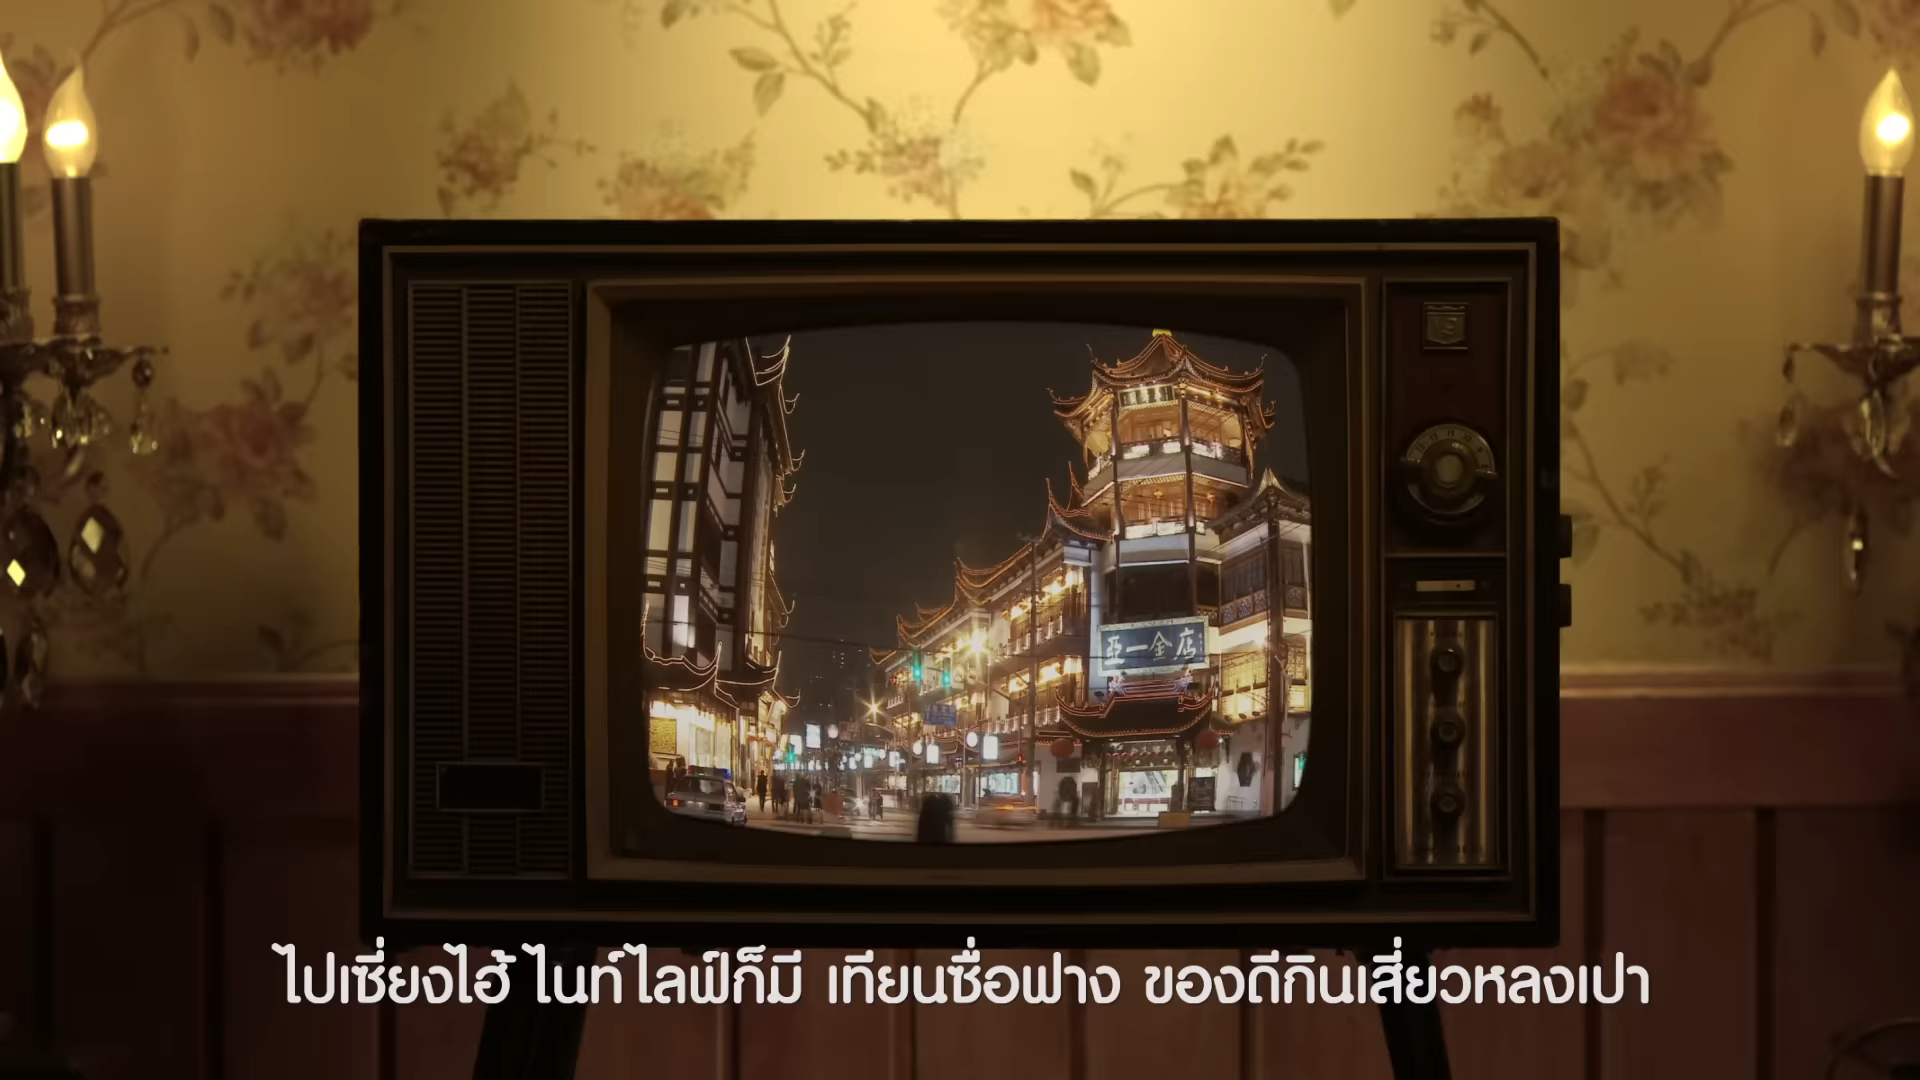 亞一金店
ไปเซี่ยงไฮ้ ไนท์ไลฟ์ก็มี เทียนซื่อฟาง ของดีกินเสี่ยวหลงเปา